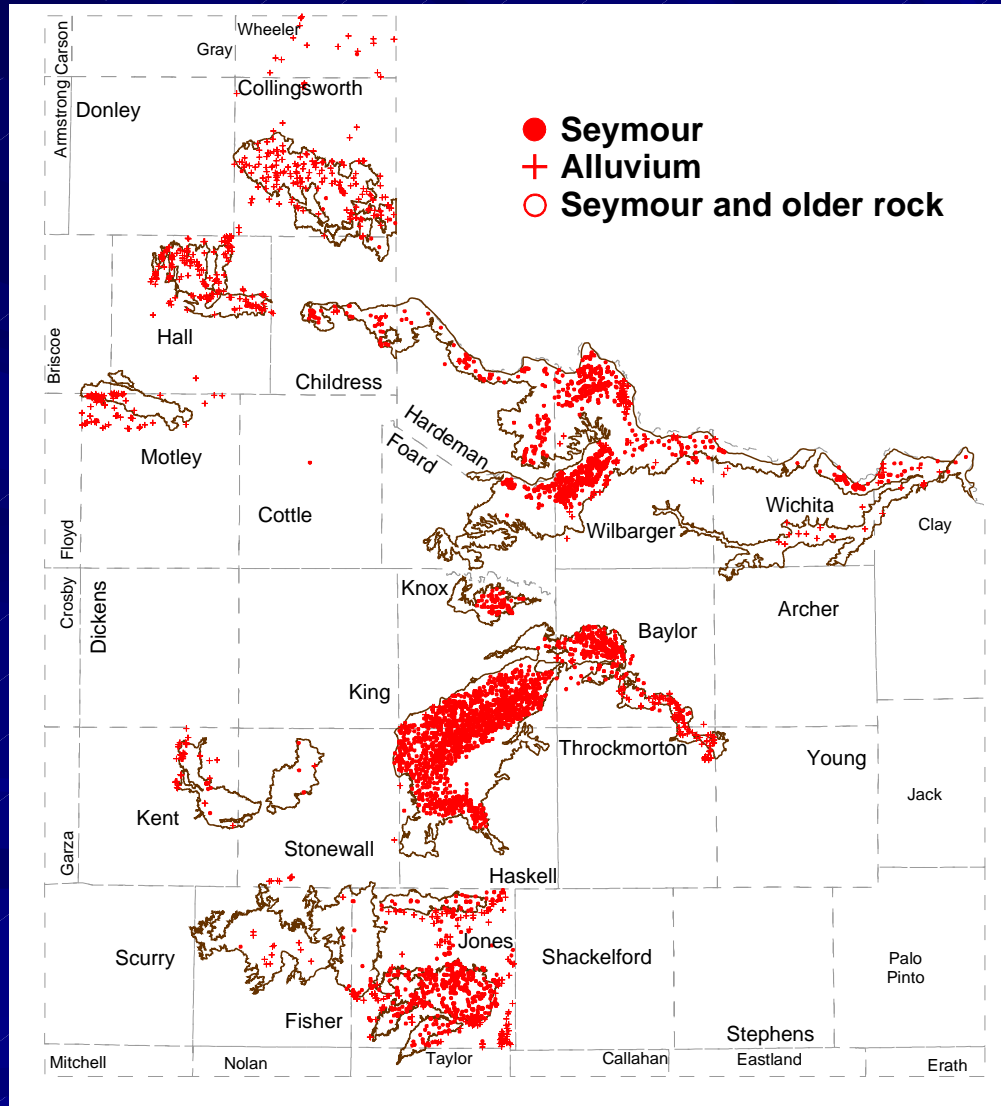 Wheeler
Gray
Armstrong Carson
Donley
Collingsworth
Seymour
Alluvium
Seymour and older rock
Briscoe
Hall
Childress
Hardeman
Foard
Motley
Cottle
Floyd
Wilbarger
Wichita
Clay
Crosby
Dickens
Knox
Baylor
Archer
King
Throckmorton
Young
Jack
Kent
Garza
Stonewall
Haskell
Scurry
Jones
Shackelford
Palo
Pinto
Fisher
Stephens
Mitchell
Nolan
Taylor
Callahan
Eastland
Erath